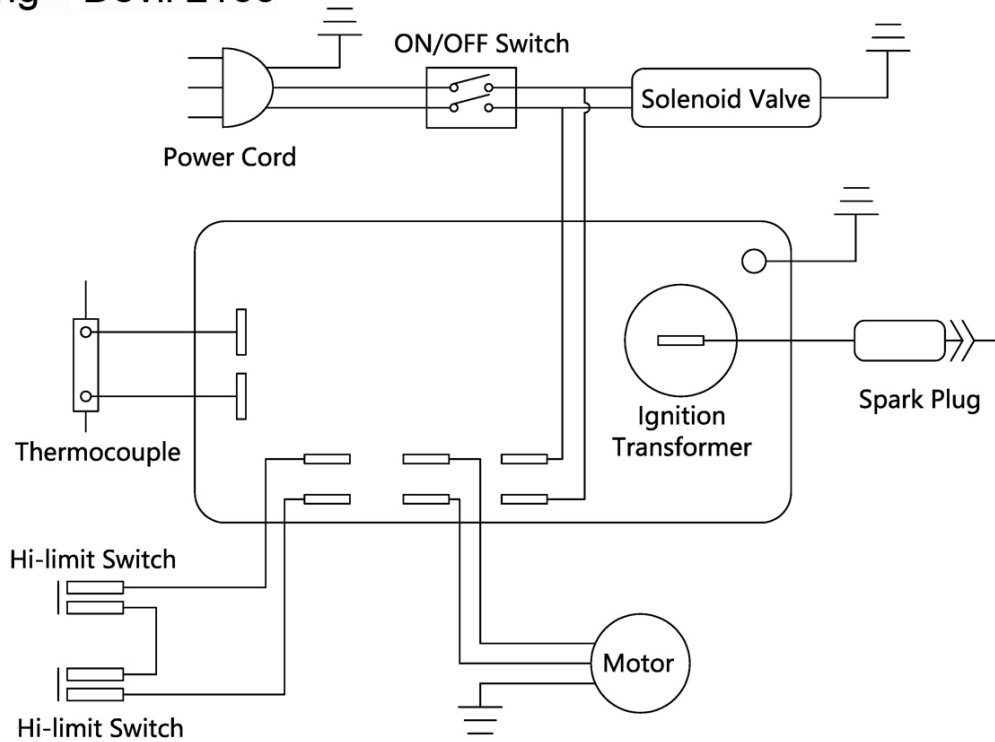 ON/OFF Switch
Solenoid Valve
Power Cord
Ignition
Transformer
Spark Plug
Thermocouple
Hi-limit Switch
Motor
Hi-limit Switch